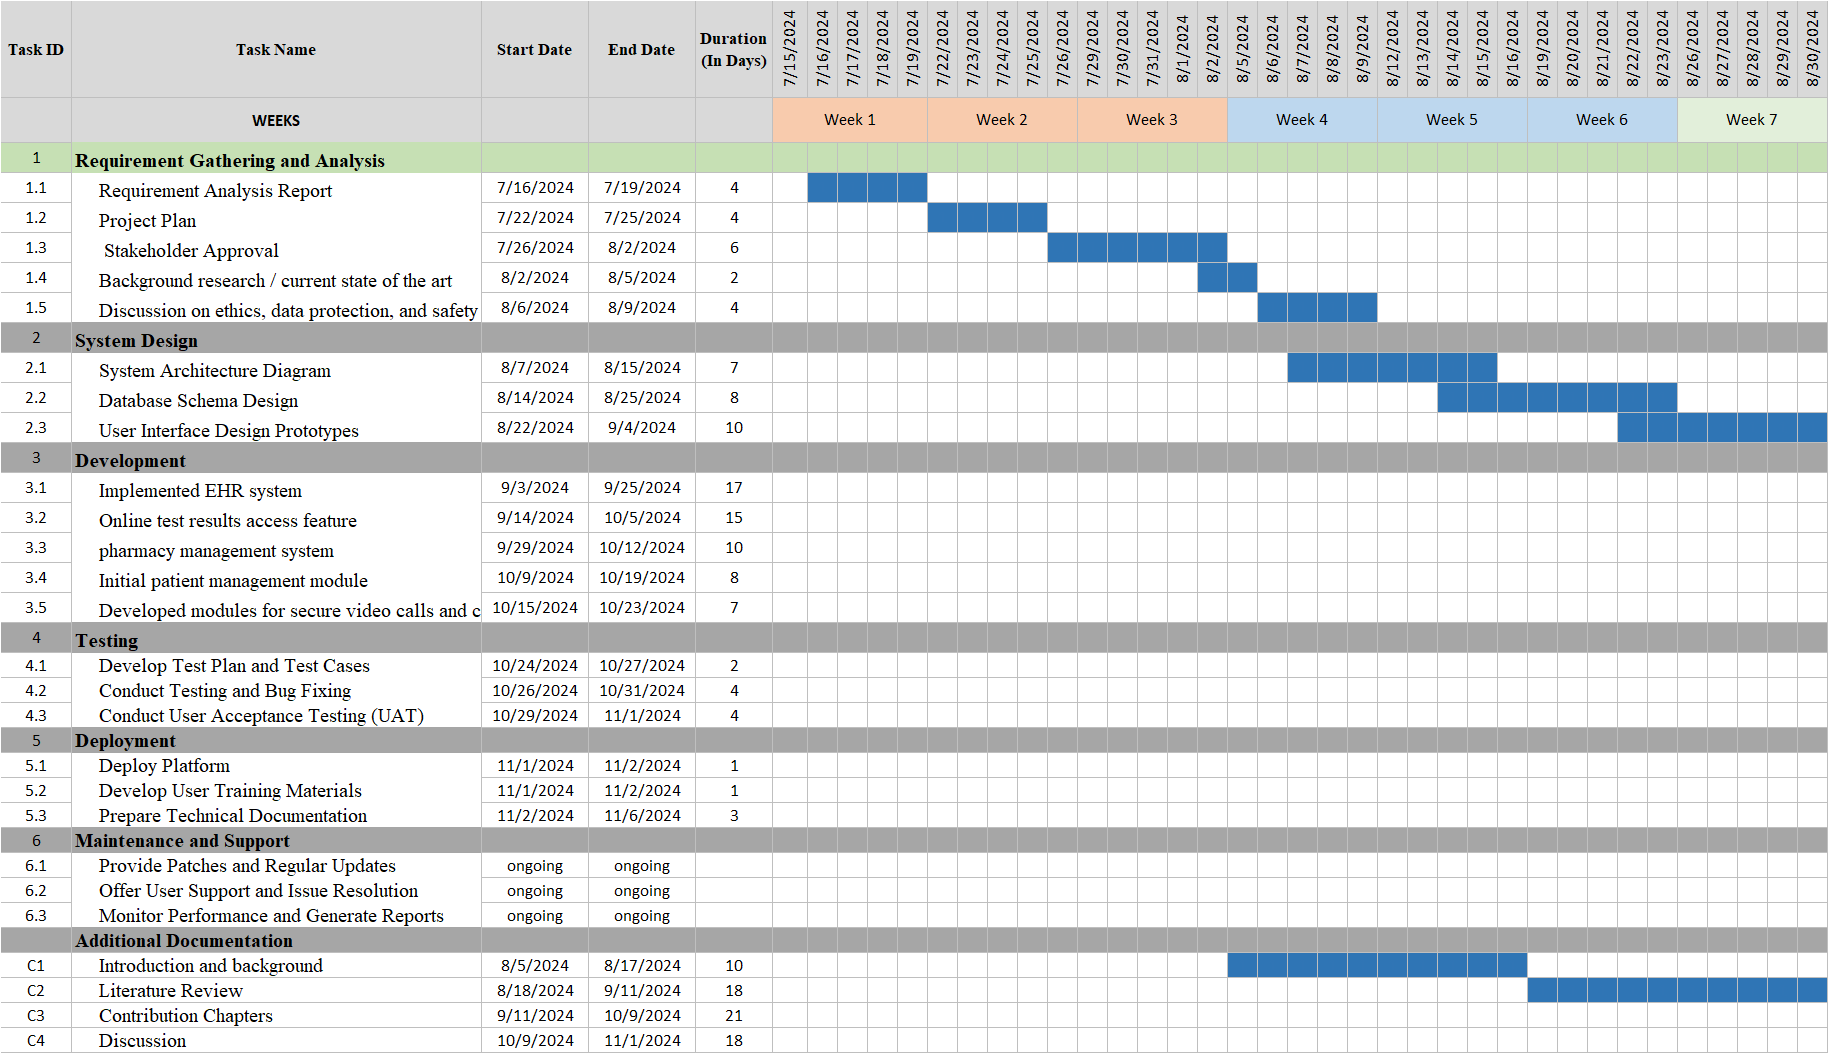 Task ID Task Name Start Date End Date Duration (In Days) 7/15/2024 7/16/2024 7/17/2024 7/18/2024 7/19/2024 7/22/2024 7/23/2024 7/24/2024 7/25/2024 7/26/2024 7/29/2024 7/30/2024 7/31/2024 8/1/2024 8/2/2024 8/5/2024 8/6/2024 8/7/2024 8/8/2024 8/9/2024 8/12/2024 8/13/2024 8/14/2024 8/15/2024 8/16/2024 8/19/2024 8/20/2024 8/21/2024 8/22/2024 8/23/2024 8/26/2024 8/27/2024 8/28/2024 8/29/2024 8/30/2024
WEEKS Week 1 Week 2 Week 3 Week 4 Week 5 Week 6 Week 7
1 Requirement Gathering and Analysis
1.1 Requirement Analysis Report 7/16/2024 7/19/2024 4
1.2 Project Plan 7/22/2024 7/25/2024 4
1.3 Stakeholder Approval 7/26/2024 8/2/2024 6
1.4 Background research / current state of the art 8/2/2024 8/5/2024 2
1.5 Discussion on ethics, data protection, and safety 8/6/2024 8/9/2024 4
2 System Design
2.1 System Architecture Diagram 8/7/2024 8/15/2024 7
2.2 Database Schema Design 8/14/2024 8/25/2024 8
2.3 User Interface Design Prototypes 8/22/2024 9/4/2024 10
3 Development
3.1 Implemented EHR system 9/3/2024 9/25/2024 17
3.2 Online test results access feature 9/14/2024 10/5/2024 15
3.3 pharmacy management system 9/29/2024 10/12/2024 10
3.4 Initial patient management module 10/9/2024 10/19/2024 8
3.5 Developed modules for secure video calls and c 10/15/2024 10/23/2024 7
4 Testing
4.1 Develop Test Plan and Test Cases 10/24/2024 10/27/2024 2
4.2 Conduct Testing and Bug Fixing 10/26/2024 10/31/2024 4
4.3 Conduct User Acceptance Testing (UAT) 10/29/2024 11/1/2024 4
5 Deployment
5.1 Deploy Platform 11/1/2024 11/2/2024 1
5.2 Develop User Training Materials 11/1/2024 11/2/2024 1
5.3 Prepare Technical Documentation 11/2/2024 11/6/2024 3
6 Maintenance and Support
6.1 Provide Patches and Regular Updates ongoing ongoing
6.2 Offer User Support and Issue Resolution ongoing ongoing
6.3 Monitor Performance and Generate Reports ongoing ongoing
Additional Documentation
C1 Introduction and background 8/5/2024 8/17/2024 10
C2 Literature Review 8/18/2024 9/11/2024 18
C3 Contribution Chapters 9/11/2024 10/9/2024 21
C4 Discussion 10/9/2024 11/1/2024 18